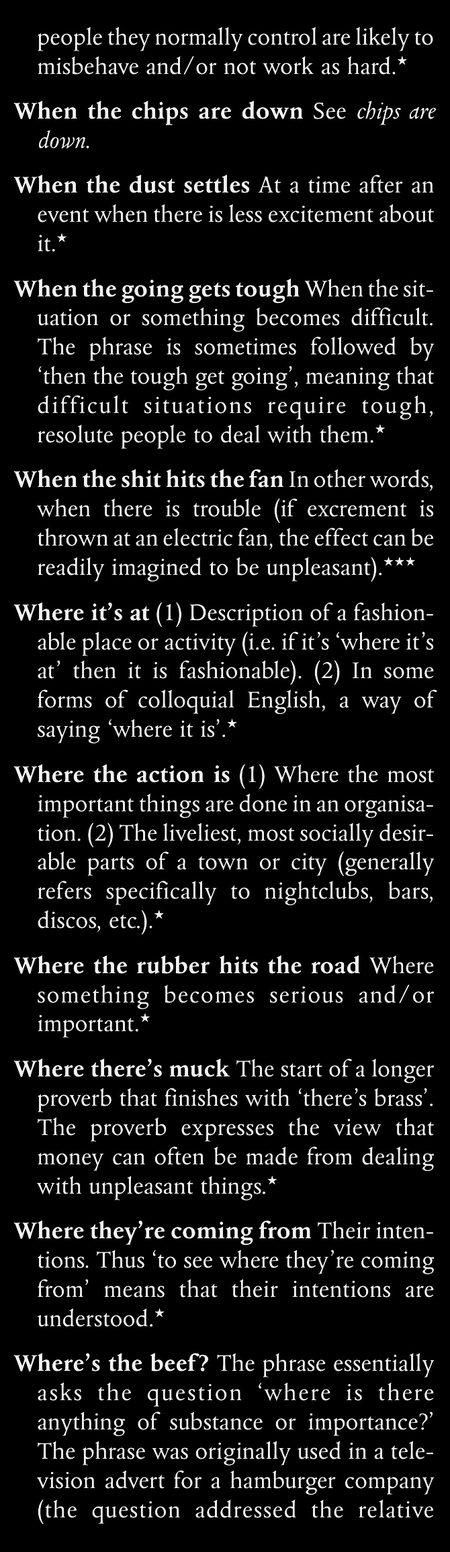 people they normally control are likely to
misbehave and/or not work as hard.★
When the chips are down See chips are
down.
When the dust settles At a time after an
event when there is less excitement about
it.★
When the going gets tough When the sit-
uation or something becomes difficult.
The phrase is sometimes followed by
‘then the tough get going’, meaning that
difficult situations require tough,
resolute people to deal with them.★
When the shit hits the fan In other words,
when there is trouble (if excrement is
thrown at an electric fan, the effect can be
readily imagined to be unpleasant).★★★
Where it’s at (1) Description of a fashion-
able place or activity (i.e. if it’s ‘where it’s
at’ then it is fashionable). (2) In some
forms of colloquial English, a way of
saying ‘where it is’.★
Where the action is (1) Where the most
important things are done in an organisa-
tion. (2) The liveliest, most socially desir-
able parts of a town or city (generally
refers specifically to nightclubs, bars,
discos, etc.).★
Where the rubber hits the road Where
something becomes serious and/or
important.★
Where there’s muck The start of a longer
proverb that finishes with ‘there’s brass’.
The proverb expresses the view that
money can often be made from dealing
with unpleasant things.★
Where they’re coming from Their inten-
tions. Thus ‘to see where they’re coming
from’ means that their intentions are
understood.★
Where’s the beef? The phrase essentially
asks the question ‘where is there
anything of substance or importance?’
The phrase was originally used in a tele-
vision advert for a hamburger company
(the question addressed the relative